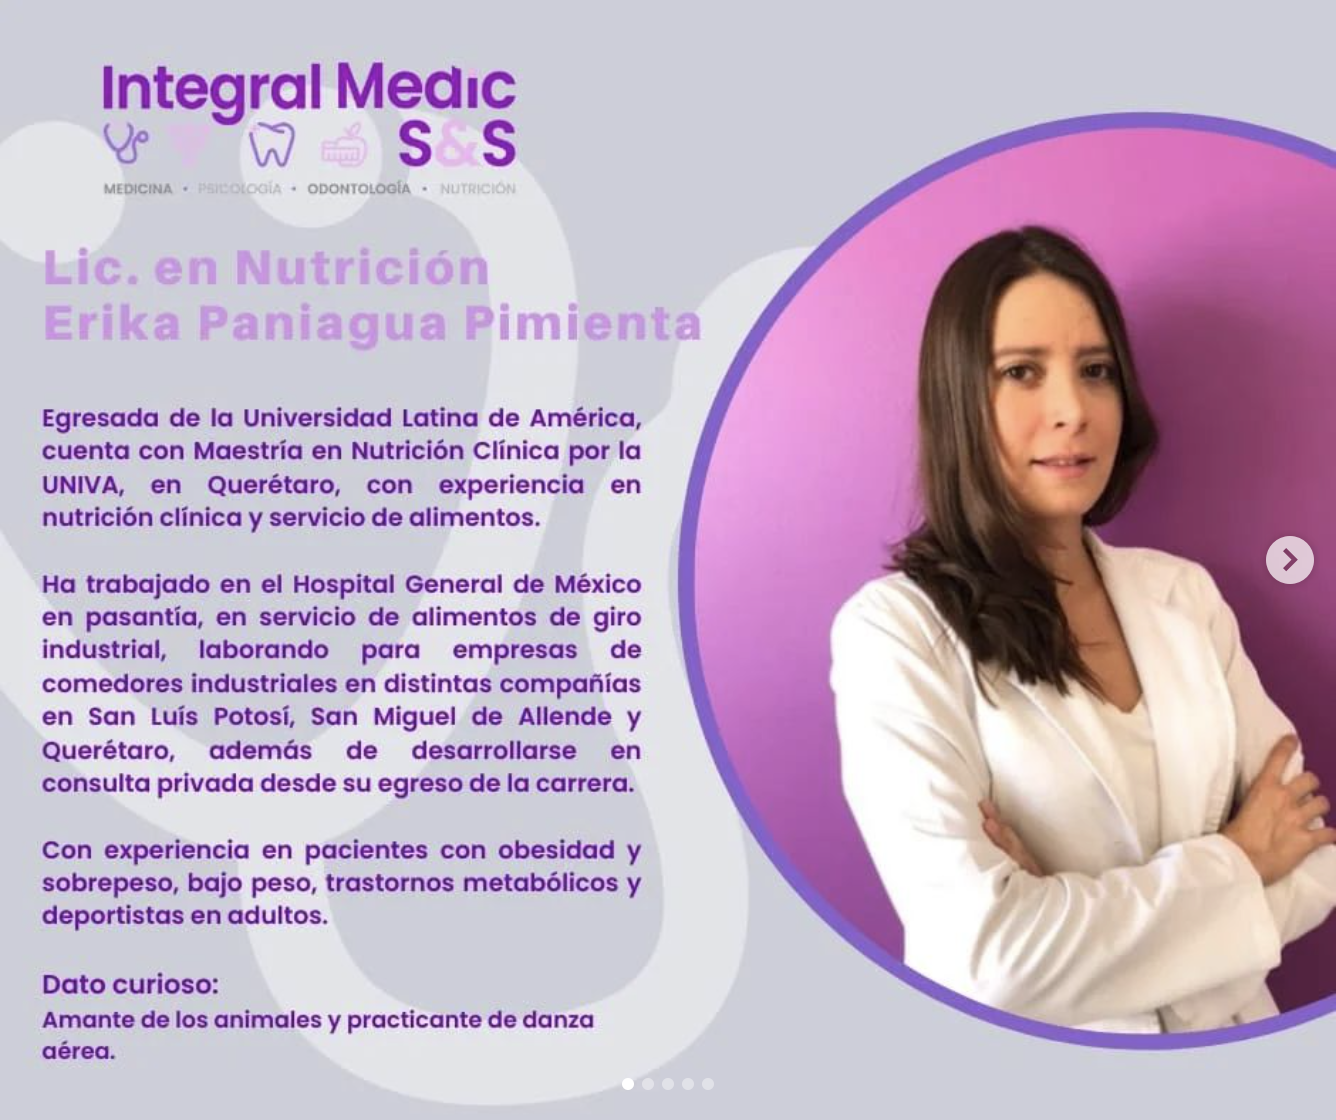 Integral Medic
S&S
MEDICINA • PSICOLOGÍA • ODONTOLOGÍA • NUTRICIÓN
Lic. en Nutrición
Erika Paniagua Pimienta
Egresada de la Universidad Latina de América,
cuenta con Maestría en Nutrición Clínica por la
UNIVA, en Querétaro, con experiencia en
nutrición clínica y servicio de alimentos.
Ha trabajado en el Hospital General de México
en pasantía, en servicio de alimentos de giro
industrial, laborando para empresas de
comedores industriales en distintas compañías
en San Luís Potosí, San Miguel de Allende y
Querétaro, además de desarrollarse en
consulta privada desde su egreso de la carrera.
Con experiencia en pacientes con obesidad y
sobrepeso, bajo peso, trastornos metabólicos y
deportistas en adultos.
Dato curioso:
Amante de los animales y practicante de danza
aérea.